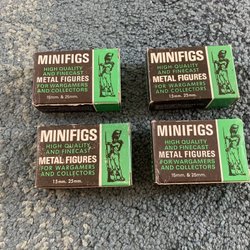 MINIFIGS
HIGH QUALITY
AND FINECAST
METAL FIGURES
FOR WARGAMERS
AND COLLECTORS
15mm. & 25mm.
MINIFIGS
HIGH QUALITY
AND FINECAST
METAL FIGURES
FOR WARGAMERS
AND COLLECTORS
15mm. 25mm.
MINIFIGS
HIGH QUALITY
AND FINECAST
METAL FIGURES
FOR WARGAMERS
AND COLLECTORS
15mm. 25mm.
MINIFIGS
HIGH QUALITY
AND FINECAST
METAL FIGURES
FOR WARGAMERS
AND COLLECTORS
15mm. & 25mm.